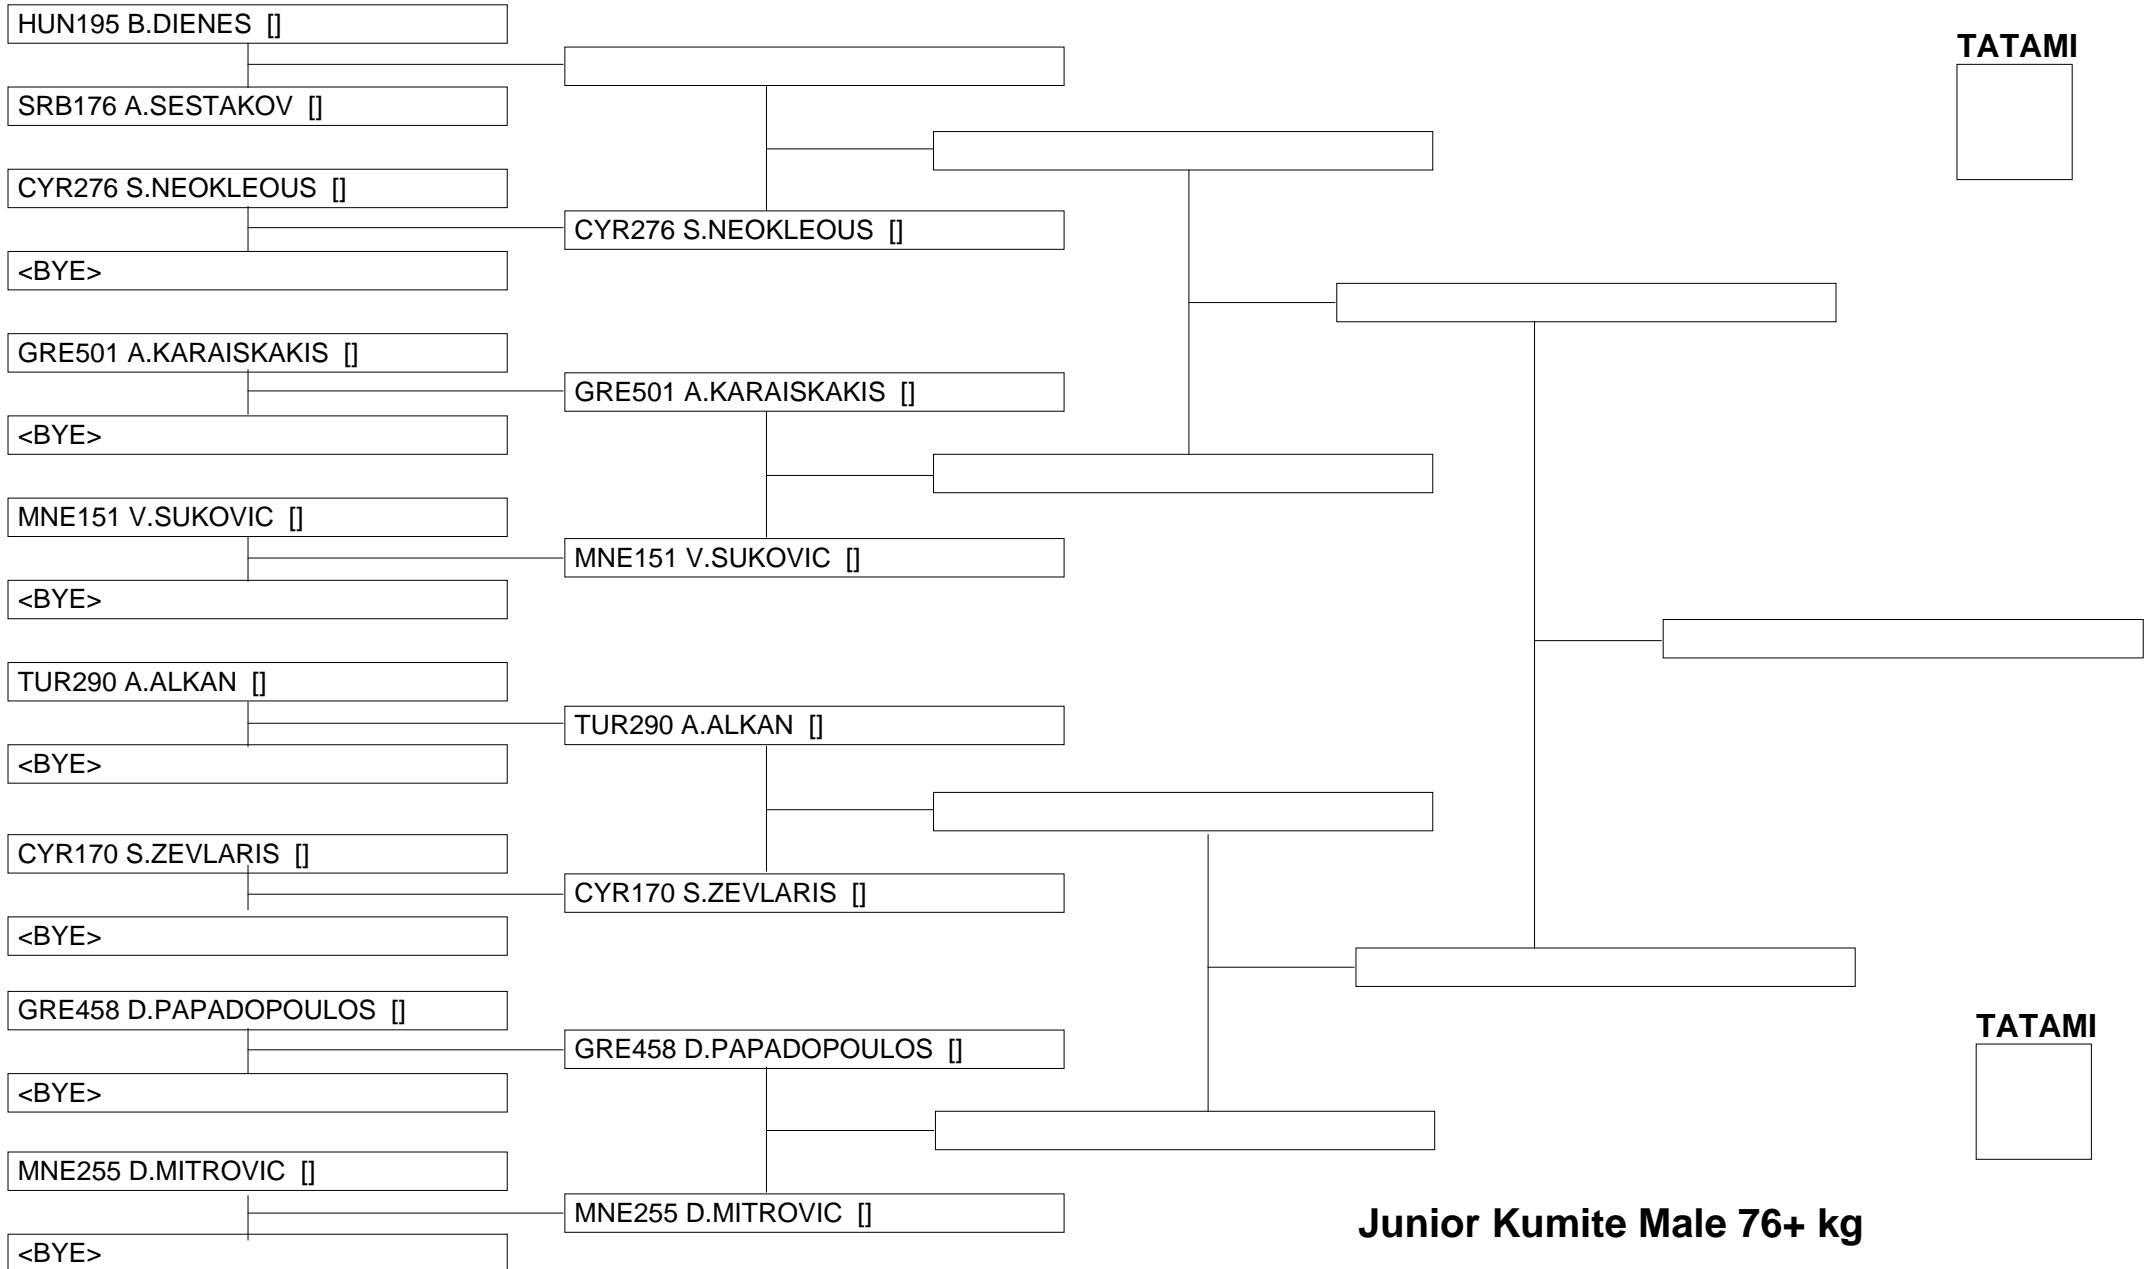 HUN195 B.DIENES []
SRB176 A.SESTAKOV []
CYR276 S.NEOKLEOUS []
<BYE>
GRE501 A.KARAISKAKIS []
<BYE>
MNE151 V.SUKOVIC []
<BYE>
TUR290 A.ALKAN []
<BYE>
CYR170 S.ZEVLARIS []
<BYE>
GRE458 D.PAPADOPOULOS []
<BYE>
MNE255 D.MITROVIC []
<BYE>
CYR276 S.NEOKLEOUS []
GRE501 A.KARAISKAKIS []
MNE151 V.SUKOVIC []
TUR290 A.ALKAN []
CYR170 S.ZEVLARIS []
GRE458 D.PAPADOPOULOS []
MNE255 D.MITROVIC []
TATAMI
TATAMI
Junior Kumite Male 76+ kg